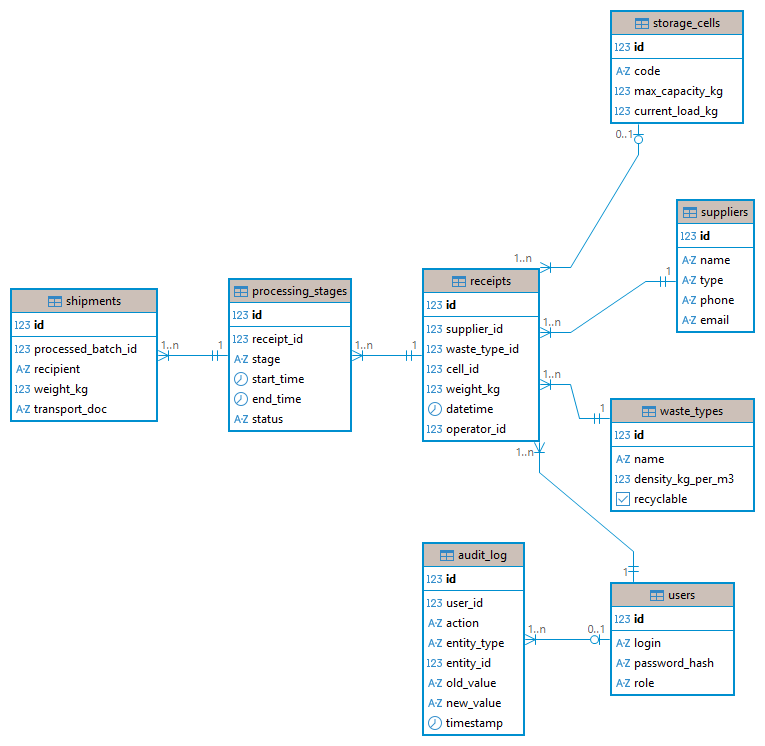 storage_cells
123 id
A-Z code
123 max_capacity_kg
123 current_load_kg
0..1
1..n
suppliers
123 id
A-Z name
A-Z type
A-Z phone
A-Z email
1
1..n
shipments
123 id
123 processed_batch_id
A-Z recipient
123 weight_kg
A-Z transport_doc
1..n
1
processing_stages
123 id
123 receipt_id
A-Z stage
start_time
end_time
A-Z status
1..n
1
receipts
123 id
123 supplier_id
123 waste_type_id
123 cell_id
123 weight_kg
datetime
123 operator_id
1..n
1
waste_types
123 id
A-Z name
123 density_kg_per_m3
recyclable
1..n
1
audit_log
123 id
123 user_id
A-Z action
A-Z entity_type
123 entity_id
A-Z old_value
A-Z new_value
timestamp
1..n
0..1
users
123 id
A-Z login
A-Z password_hash
A-Z role